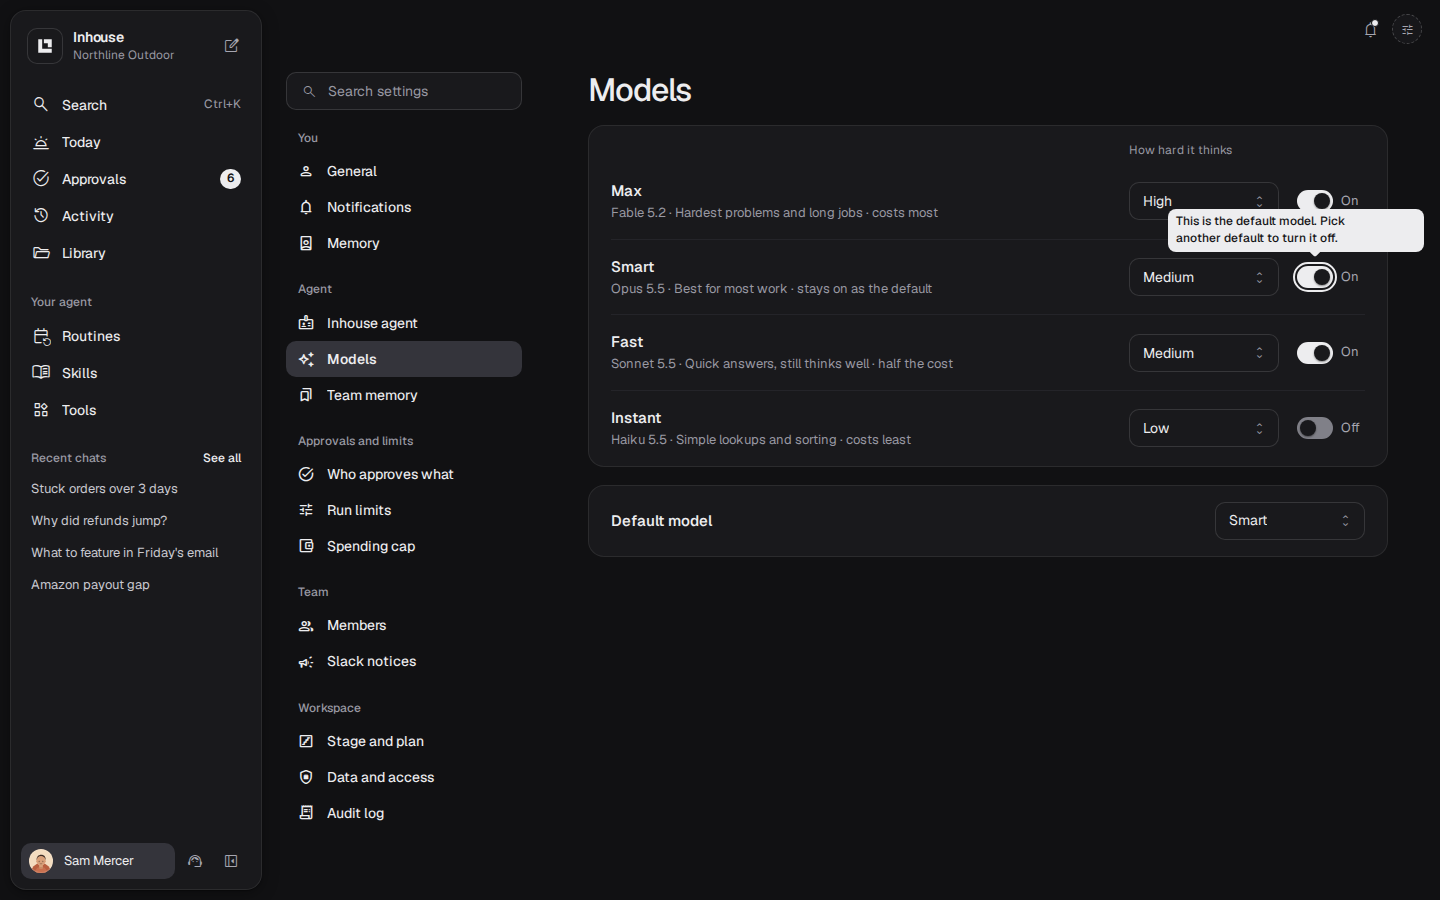 Inhouse
Northline Outdoor
Search Ctrl+K
Today
Approvals 6
Activity
Library
Your agent
Routines
Skills
Tools
Recent chats See all
Stuck orders over 3 days
Why did refunds jump?
What to feature in Friday's email
Amazon payout gap
Sam Mercer
Search settings
You
General
Notifications
Memory
Agent
Inhouse agent
Models
Team memory
Approvals and limits
Who approves what
Run limits
Spending cap
Team
Members
Slack notices
Workspace
Stage and plan
Data and access
Audit log
Models
How hard it thinks
Max
Fable 5.2 · Hardest problems and long jobs · costs most
High On
This is the default model. Pick
another default to turn it off.
Smart
Opus 5.5 · Best for most work · stays on as the default
Medium On
Fast
Sonnet 5.5 · Quick answers, still thinks well · half the cost
Medium On
Instant
Haiku 5.5 · Simple lookups and sorting · costs least
Low Off
Default model Smart